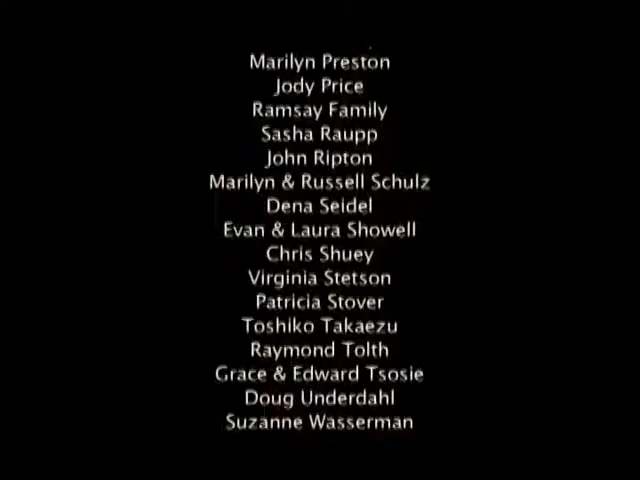 Marilyn Preston
Jody Price
Ramsay Family
Sasha Raupp
John Ripton
Marilyn & Russell Schulz
Dena Seidel
Evan & Laura Showell
Chris Shuey
Virginia Stetson
Patricia Stover
Toshiko Takaezu
Raymond Tolth
Grace & Edward Tsosie
Doug Underdahl
Suzanne Wasserman